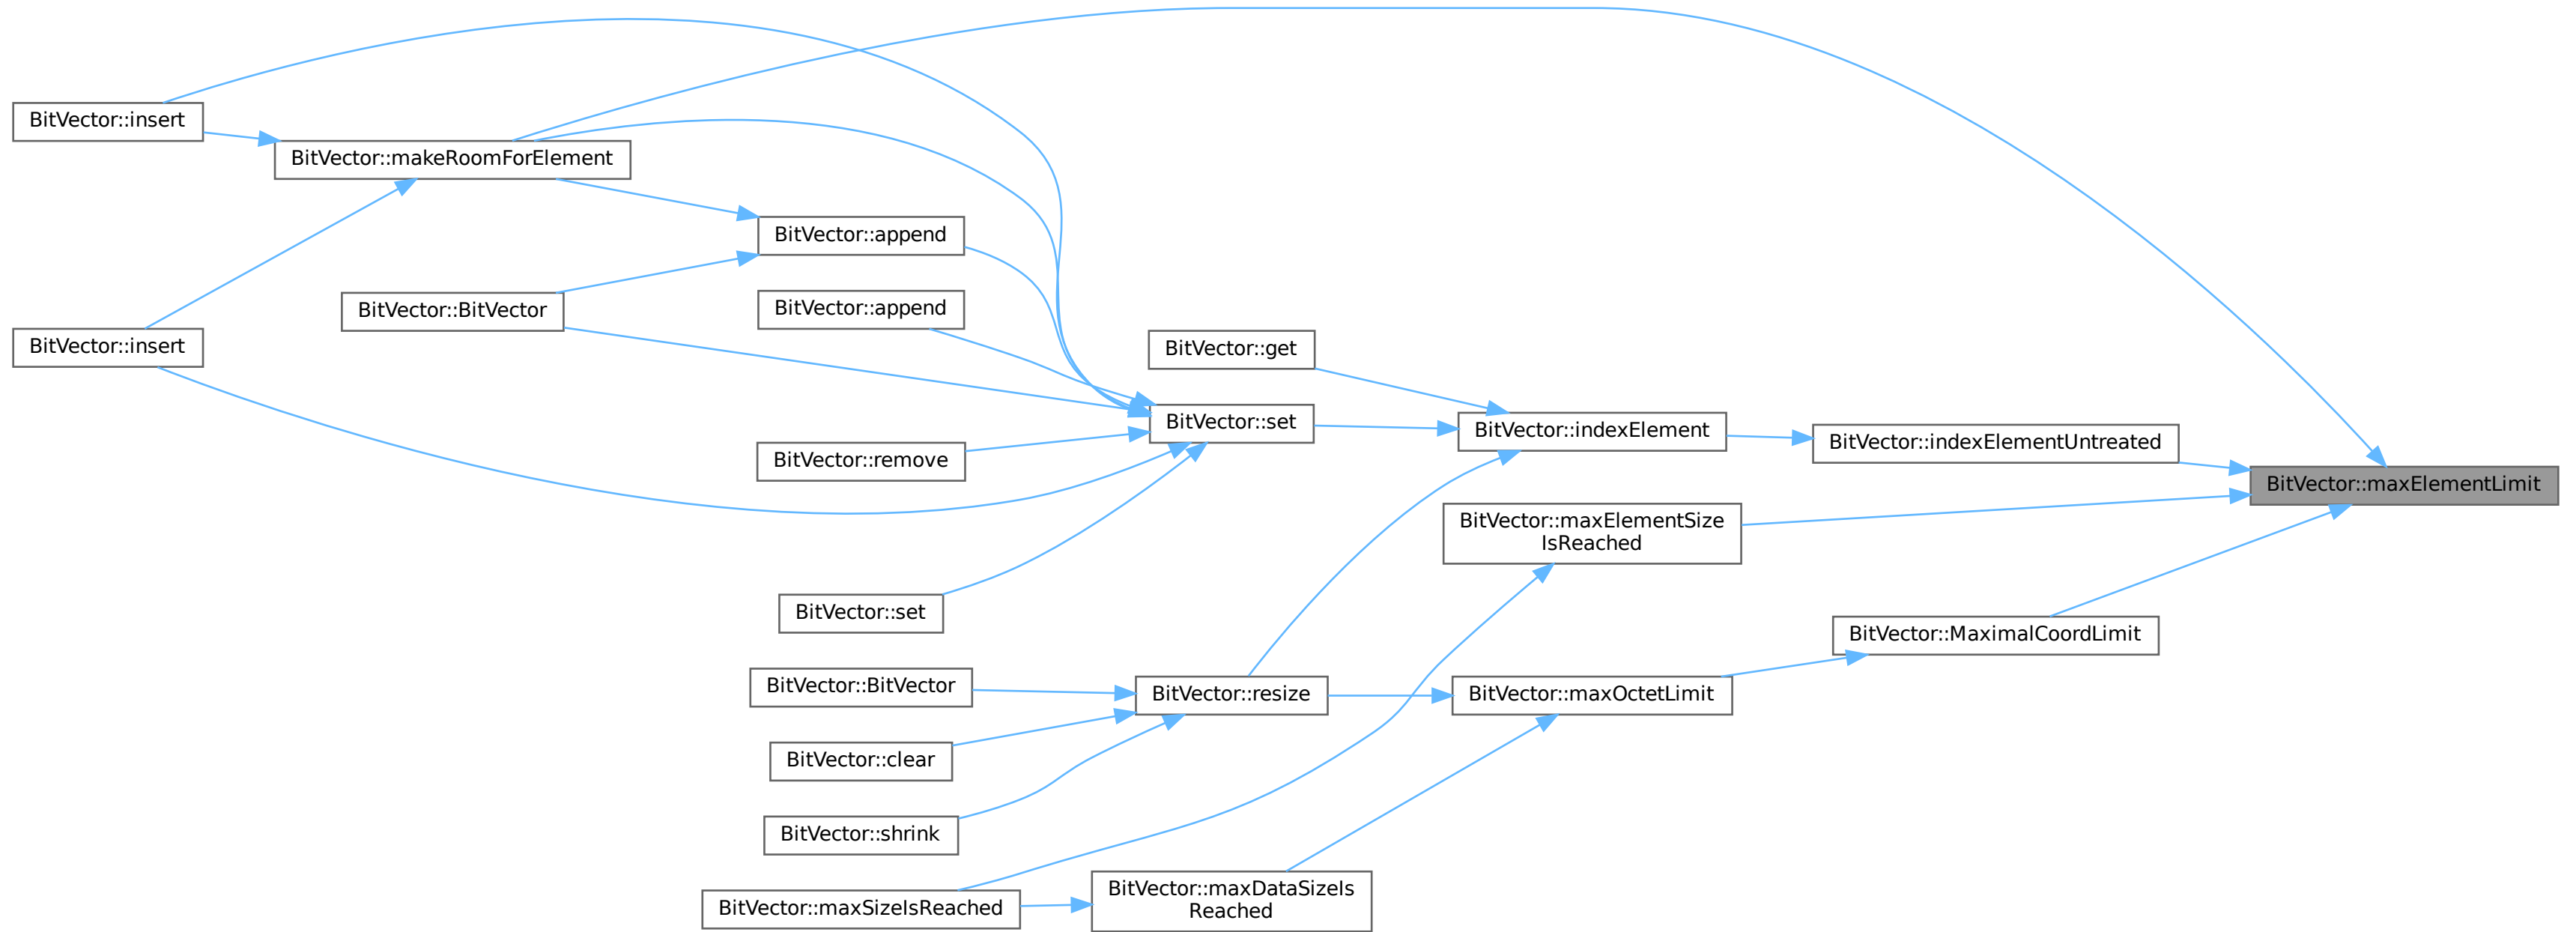 BitVector::insert
BitVector::makeRoomForElement
BitVector::append
BitVector::BitVector
BitVector::append
BitVector::insert
BitVector::get
BitVector::set
BitVector::indexElement
BitVector::indexElementUntreated
BitVector::remove
BitVector::maxElementLimit
BitVector::maxElementSize
IsReached
BitVector::set
BitVector::MaximalCoordLimit
BitVector::BitVector
BitVector::resize
BitVector::maxOctetLimit
BitVector::clear
BitVector::shrink
BitVector::maxSizeIsReached
BitVector::maxDataSizeIs
Reached